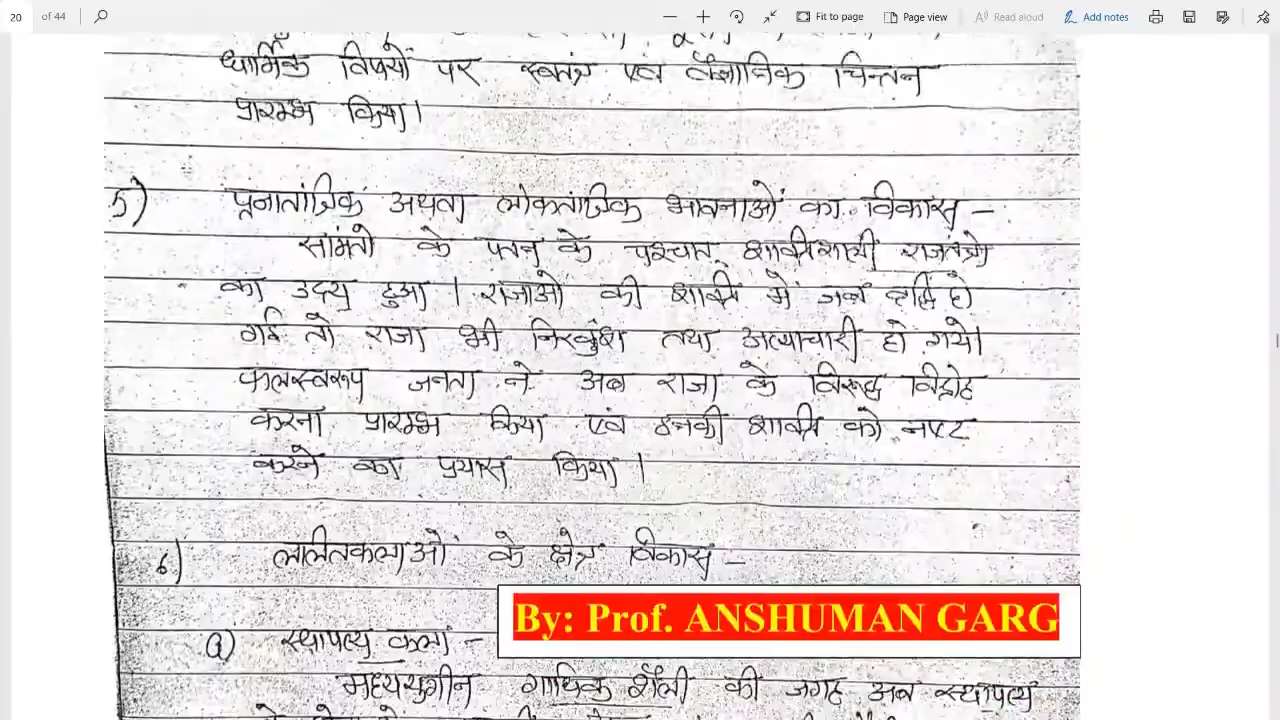 20 of 44 Fit to page Page view Read aloud Add notes
धार्मिक विषयों पर स्वतंत्र एवं वैज्ञानिक चिन्तन
प्रारम्भ किया।
5) प्रजातांत्रिक अथवा लोकतांत्रिक भावनाओं का विकास –
सामंतो के पतन के पश्चात शक्तिशाली राजतंत्रो
का उदय हुआ। राजाओ की शक्ति में जब वृद्धि हो
गई तो राजा भी निरकुंश तथा अत्याचारी हो गये।
फलस्वरूप जनता ने अब राजा के विरूद्ध विद्रोह
करना प्रारम्भ किया एवं उनकी शक्ति को नष्ट
करने का प्रयास किया।
6) ललितकलाओं के क्षेत्र विकास –
By: Prof. ANSHUMAN GARG
a) स्थापत्य कला –
मध्ययुगीन गाथिक शैली की जगह अब स्थापत्य